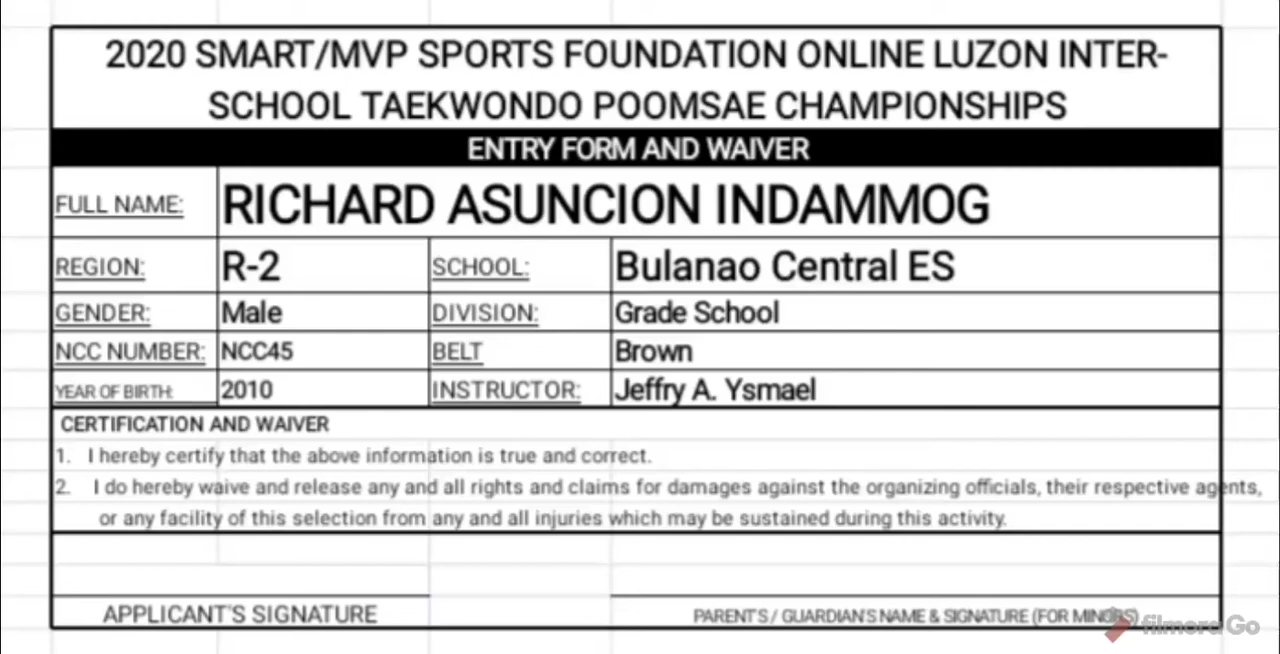 2020 SMART/MVP SPORTS FOUNDATION ONLINE LUZON INTER-
SCHOOL TAEKWONDO POOMSAE CHAMPIONSHIPS
ENTRY FORM AND WAIVER
FULL NAME: RICHARD ASUNCION INDAMMOG
REGION: R-2 SCHOOL: Bulanao Central ES
GENDER: Male DIVISION: Grade School
NCC NUMBER: NCC45 BELT Brown
YEAR OF BIRTH: 2010 INSTRUCTOR: Jeffry A. Ysmael
CERTIFICATION AND WAIVER
1. I hereby certify that the above information is true and correct.
2. I do hereby waive and release any and all rights and claims for damages against the organizing officials, their respective agents,
or any facility of this selection from any and all injuries which may be sustained during this activity.
APPLICANT'S SIGNATURE PARENTS / GUARDIAN'S NAME & SIGNATURE (FOR MINORS)
filmora Go